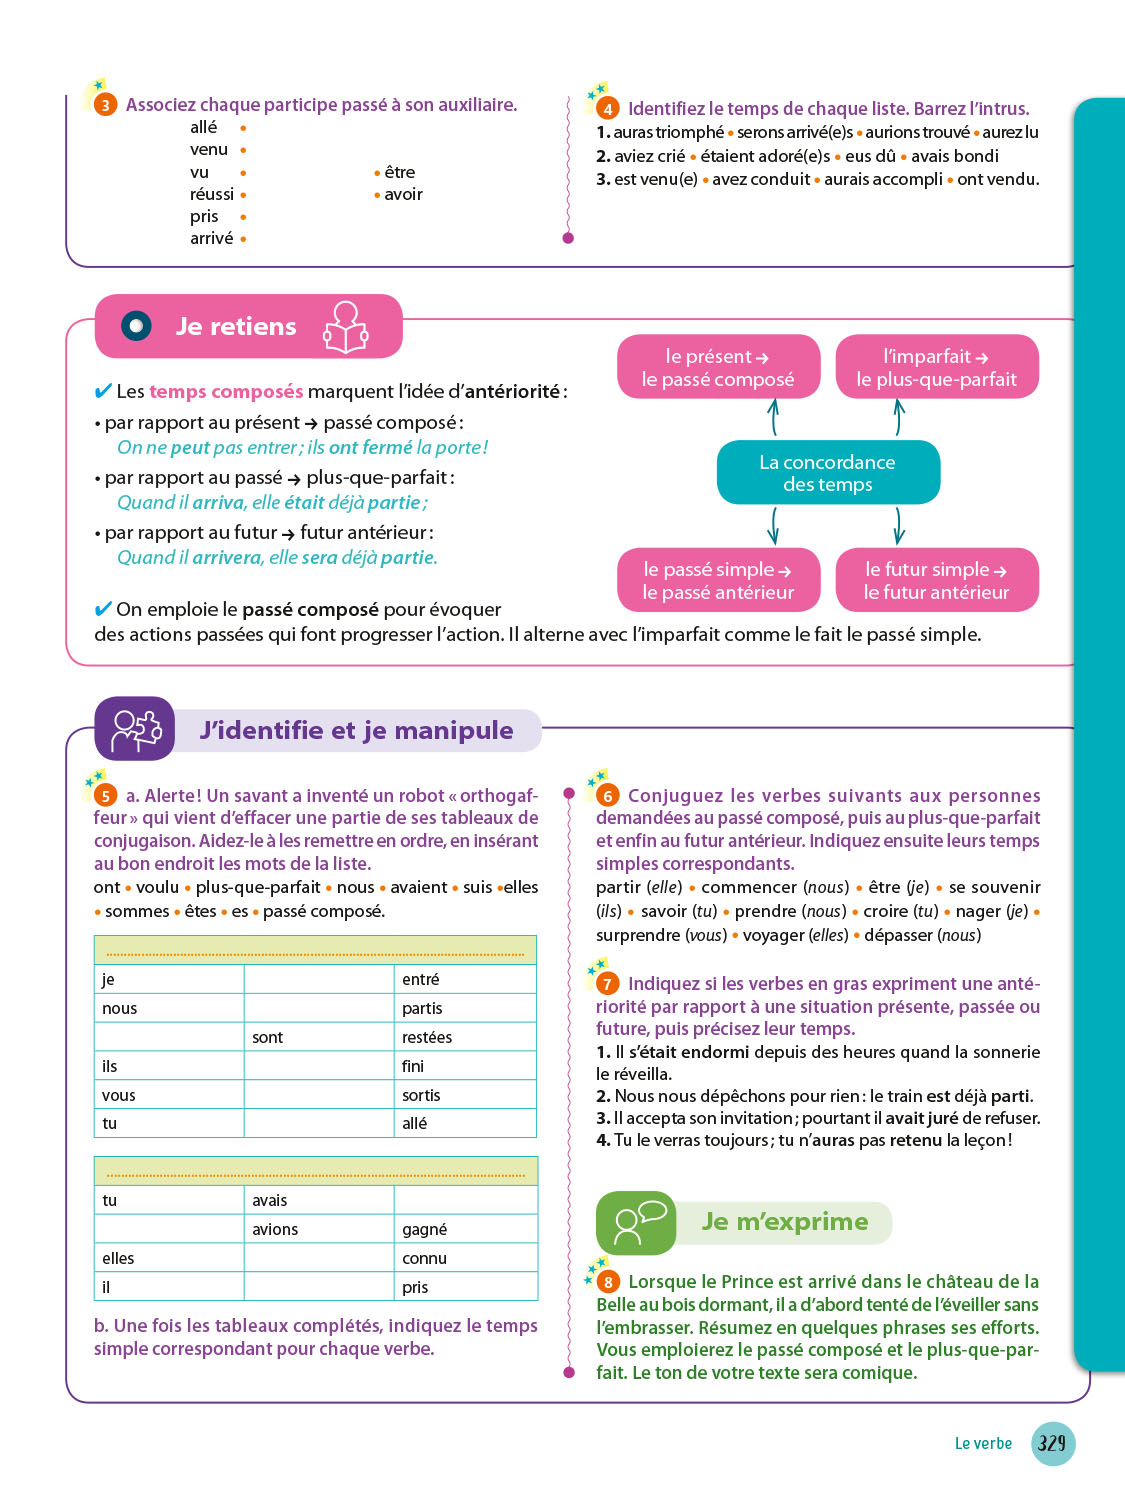 3 Associez chaque participe passé à son auxiliaire.
allé •
venu •
vu • • être
réussi • • avoir
pris •
arrivé •
4 Identifiez le temps de chaque liste. Barrez l’intrus.
1. auras triomphé • serons arrivé(e)s • aurions trouvé • aurez lu
2. aviez crié • étaient adoré(e)s • eus dû • avais bondi
3. est venu(e) • avez conduit • aurais accompli • ont vendu.
Je retiens
✔ Les temps composés marquent l’idée d’antériorité :
• par rapport au présent → passé composé :
On ne peut pas entrer ; ils ont fermé la porte !
• par rapport au passé → plus-que-parfait :
Quand il arriva, elle était déjà partie ;
• par rapport au futur → futur antérieur :
Quand il arrivera, elle sera déjà partie.
le présent →
le passé composé
l’imparfait →
le plus-que-parfait
La concordance
des temps
le passé simple →
le passé antérieur
le futur simple →
le futur antérieur
✔ On emploie le passé composé pour évoquer
des actions passées qui font progresser l’action. Il alterne avec l’imparfait comme le fait le passé simple.
J’identifie et je manipule
5 a. Alerte ! Un savant a inventé un robot « orthogaf-
feur » qui vient d’effacer une partie de ses tableaux de
conjugaison. Aidez-le à les remettre en ordre, en insérant
au bon endroit les mots de la liste.
ont • voulu • plus-que-parfait • nous • avaient • suis •elles
• sommes • êtes • es • passé composé.
je entré
nous partis
sont restées
ils fini
vous sortis
tu allé
tu avais
avions gagné
elles connu
il pris
b. Une fois les tableaux complétés, indiquez le temps
simple correspondant pour chaque verbe.
6 Conjuguez les verbes suivants aux personnes
demandées au passé composé, puis au plus-que-parfait
et enfin au futur antérieur. Indiquez ensuite leurs temps
simples correspondants.
partir (elle) • commencer (nous) • être (je) • se souvenir
(ils) • savoir (tu) • prendre (nous) • croire (tu) • nager (je) •
surprendre (vous) • voyager (elles) • dépasser (nous)
7 Indiquez si les verbes en gras expriment une anté-
riorité par rapport à une situation présente, passée ou
future, puis précisez leur temps.
1. Il s’était endormi depuis des heures quand la sonnerie
le réveilla.
2. Nous nous dépêchons pour rien : le train est déjà parti.
3. Il accepta son invitation ; pourtant il avait juré de refuser.
4. Tu le verras toujours ; tu n’auras pas retenu la leçon !
Je m’exprime
8 Lorsque le Prince est arrivé dans le château de la
Belle au bois dormant, il a d’abord tenté de l’éveiller sans
l’embrasser. Résumez en quelques phrases ses efforts.
Vous emploierez le passé composé et le plus-que-par-
fait. Le ton de votre texte sera comique.
Le verbe 329